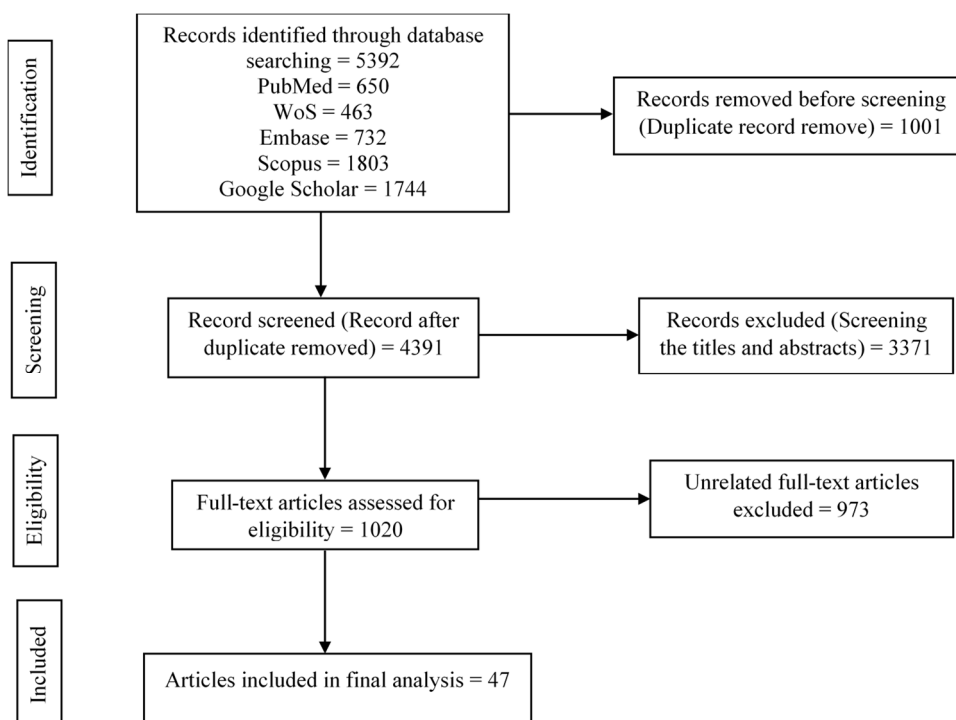 Identification
Records identified through database
searching = 5392
PubMed = 650
WoS = 463
Embase = 732
Scopus = 1803
Google Scholar = 1744
Records removed before screening
(Duplicate record remove) = 1001
Screening
Record screened (Record after
duplicate removed) = 4391
Records excluded (Screening
the titles and abstracts) = 3371
Eligibility
Full-text articles assessed for
eligibility = 1020
Unrelated full-text articles
excluded = 973
Included
Articles included in final analysis = 47